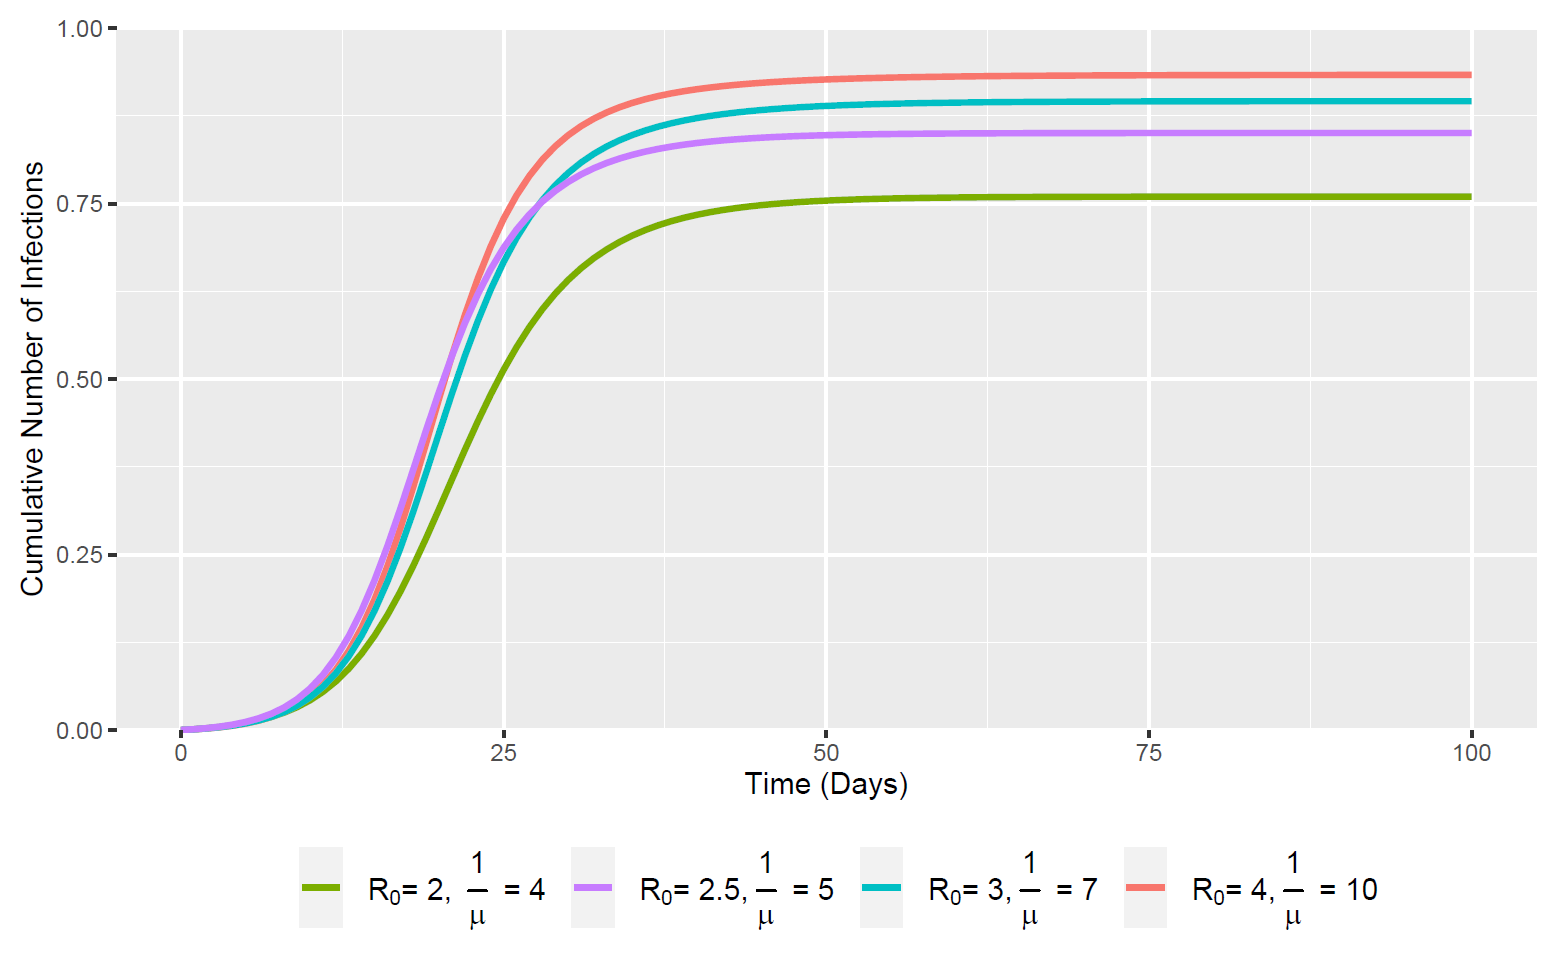 1.00
0.75
0.50
0.25
0.00
Cumulative Number of Infections
0 25 50 75 100
Time (Days)
R₀= 2, 1/μ = 4
R₀= 2.5, 1/μ = 5
R₀= 3, 1/μ = 7
R₀= 4, 1/μ = 10